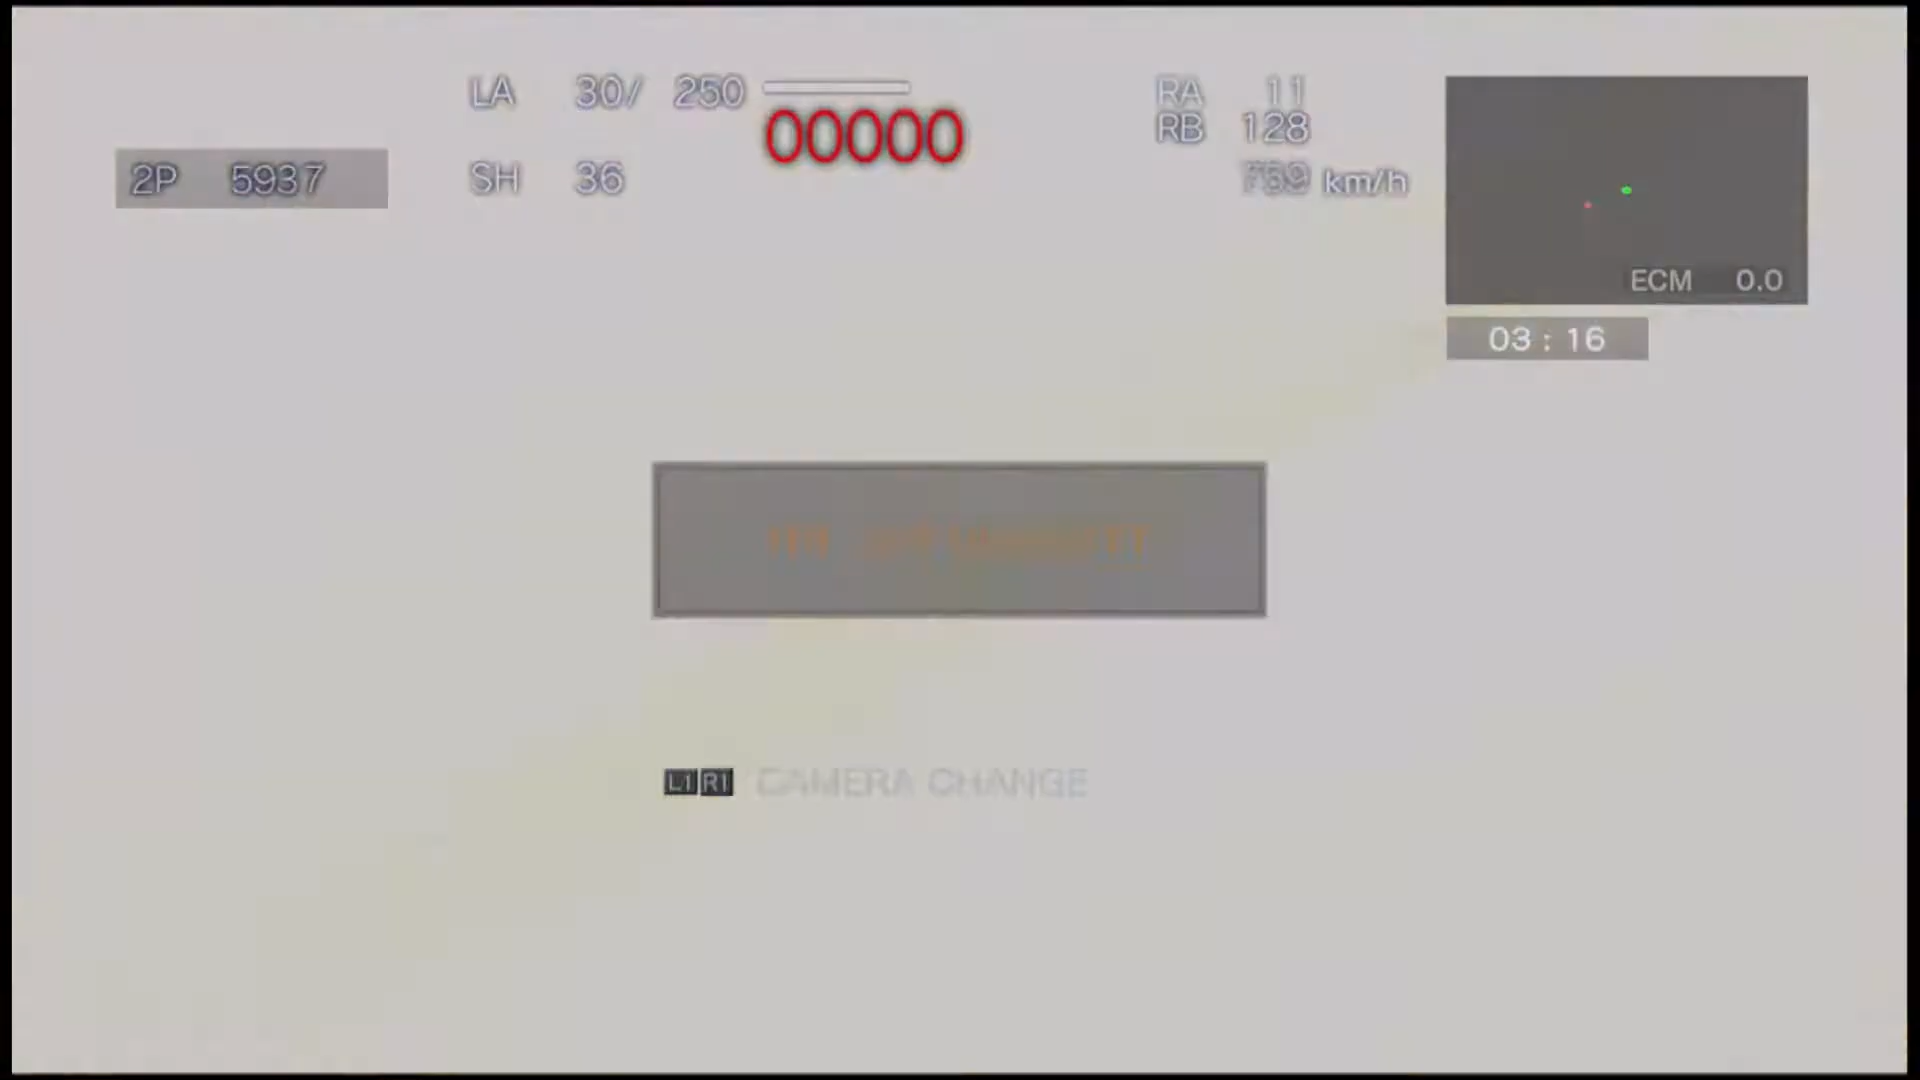 LA 30/ 250
00000
RA 11
RB 128
2P 5937
SH 36
km/h
ECM 0.0
03 : 16
L1 R1 CAMERA CHANGE